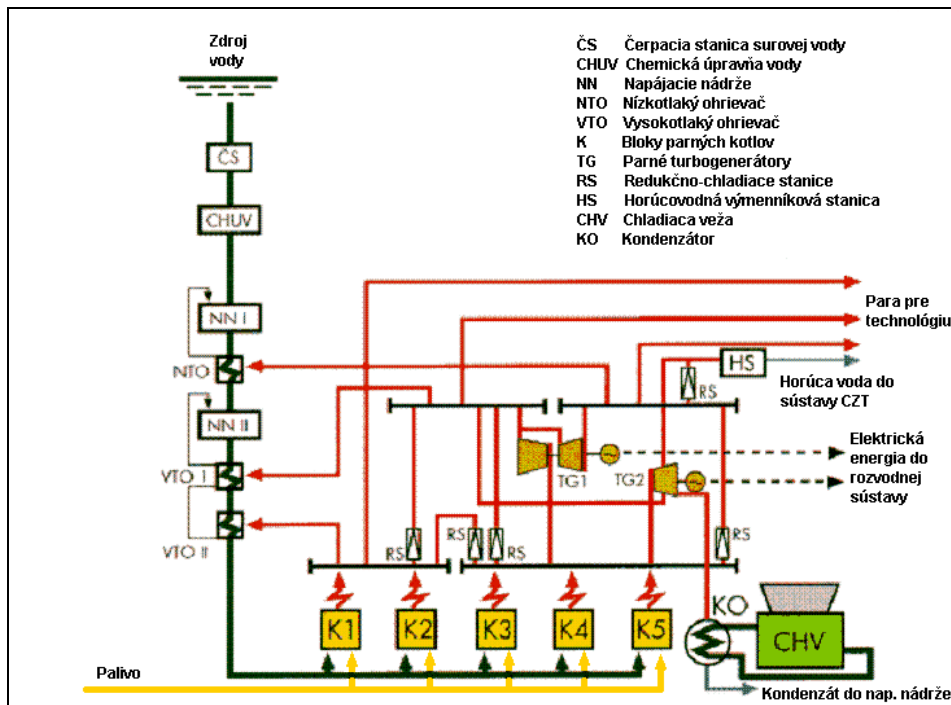 Zdroj
vody
ČS Čerpacia stanica surovej vody
CHUV Chemická úpravňa vody
NN Napájacie nádrže
NTO Nízkotlaký ohrievač
VTO Vysokotlaký ohrievač
K Bloky parných kotlov
TG Parné turbogenerátory
RS Redukčno-chladiace stanice
HS Horúcovodná výmenníková stanica
CHV Chladiaca veža
KO Kondenzátor
ČS
CHUV
NN I
NTO
NN II
VTO I
VTO II
Para pre
technológiu
HS
RS
Horúca voda do
sústavy CZT
Elektrická
energia do
rozvodnej
sústavy
TG1
TG2
RS
RS
RS
RS
K1
K2
K3
K4
K5
KO
CHV
Palivo
Kondenzát do nap. nádrže